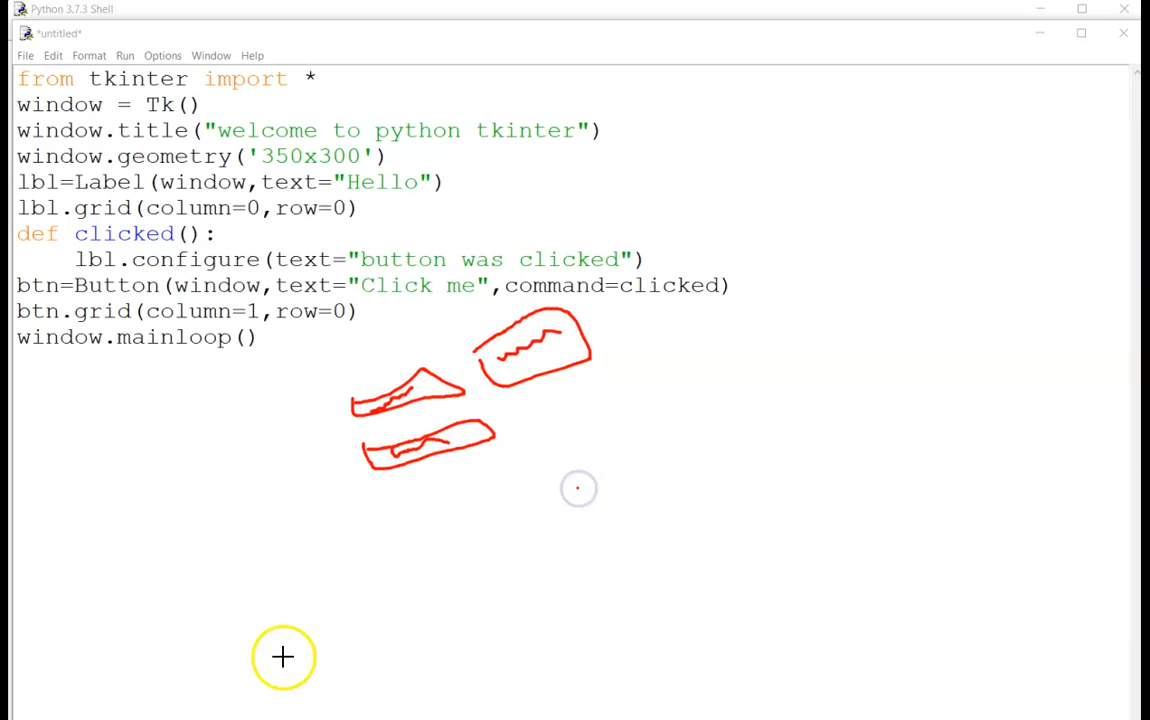 Python 3.7.3 Shell
*untitled*
File Edit Format Run Options Window Help
from tkinter import *
window = Tk()
window.title("welcome to python tkinter")
window.geometry('350x300')
lbl=Label(window,text="Hello")
lbl.grid(column=0,row=0)
def clicked():
    lbl.configure(text="button was clicked")
btn=Button(window,text="Click me",command=clicked)
btn.grid(column=1,row=0)
window.mainloop()